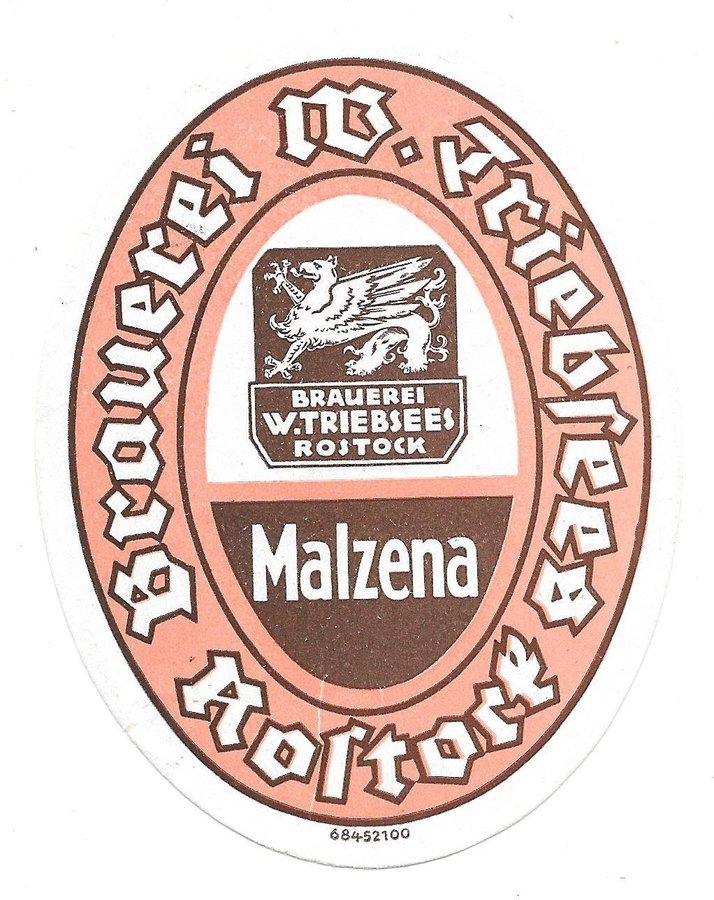 Brauerei W. Triebſees
Roſtock
BRAUEREI
W. TRIEBSEES
ROSTOCK
Malzena
68452100